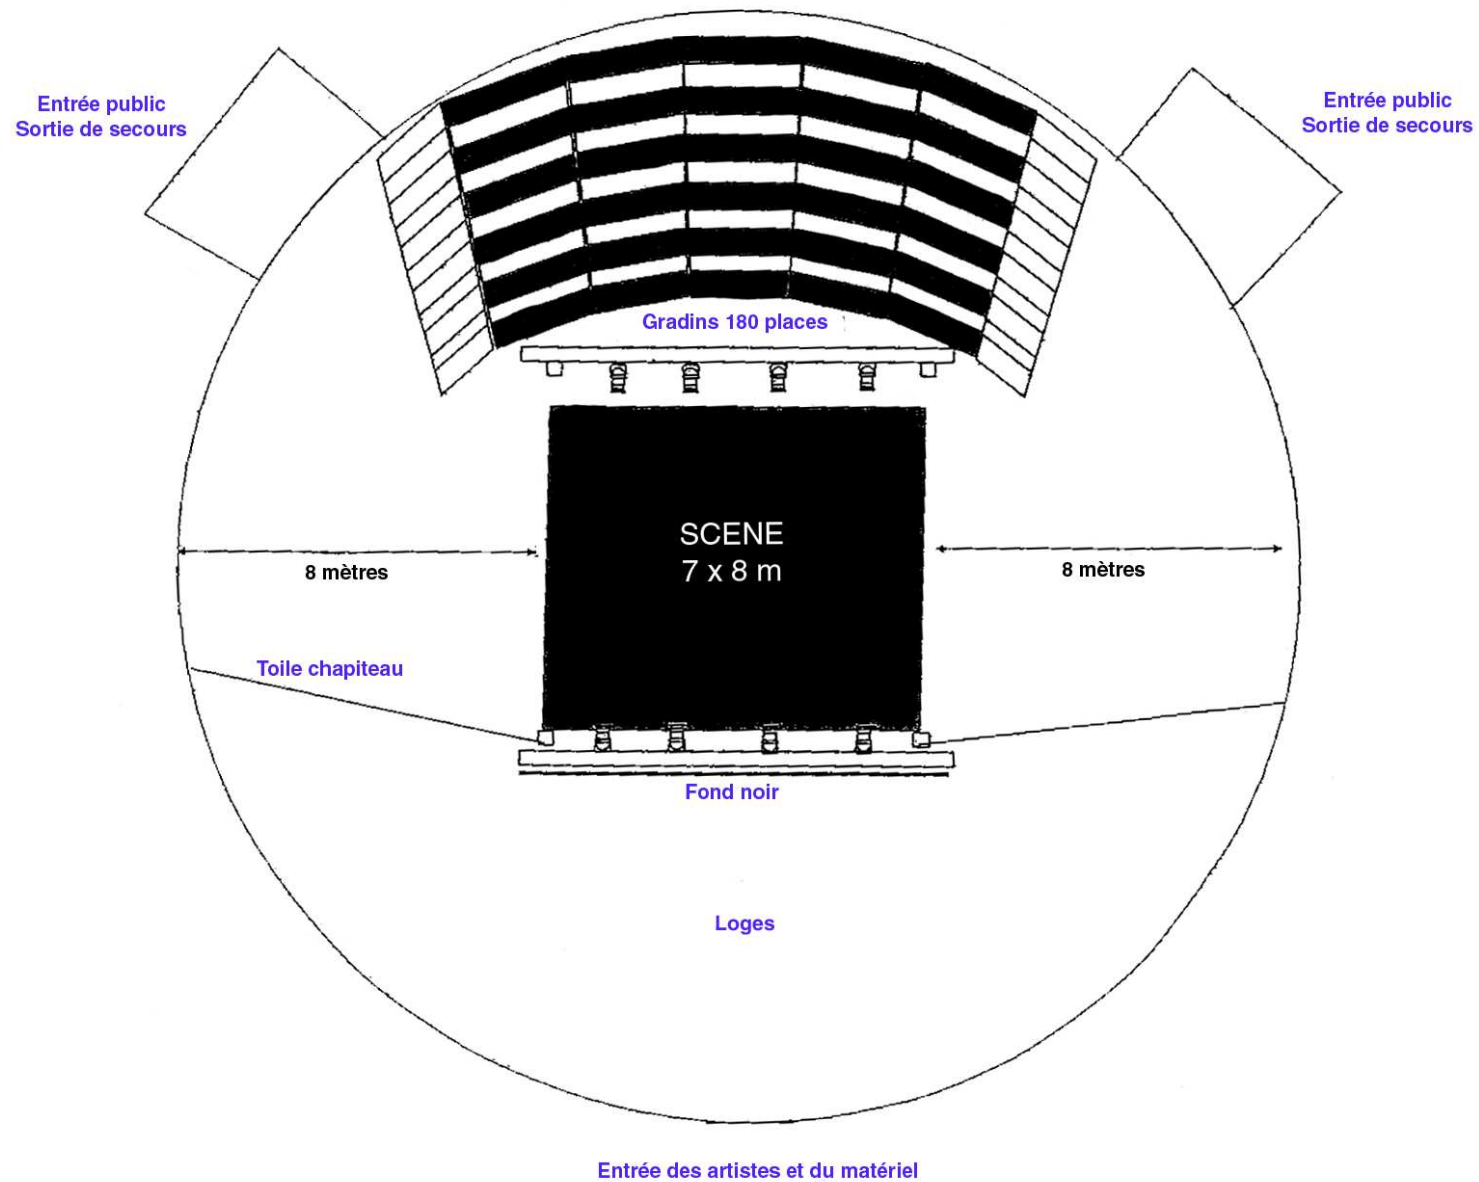 Entrée public
Sortie de secours
Entrée public
Sortie de secours
Gradins 180 places
SCENE
7 x 8 m
8 mètres
8 mètres
Toile chapiteau
Fond noir
Loges
Entrée des artistes et du matériel